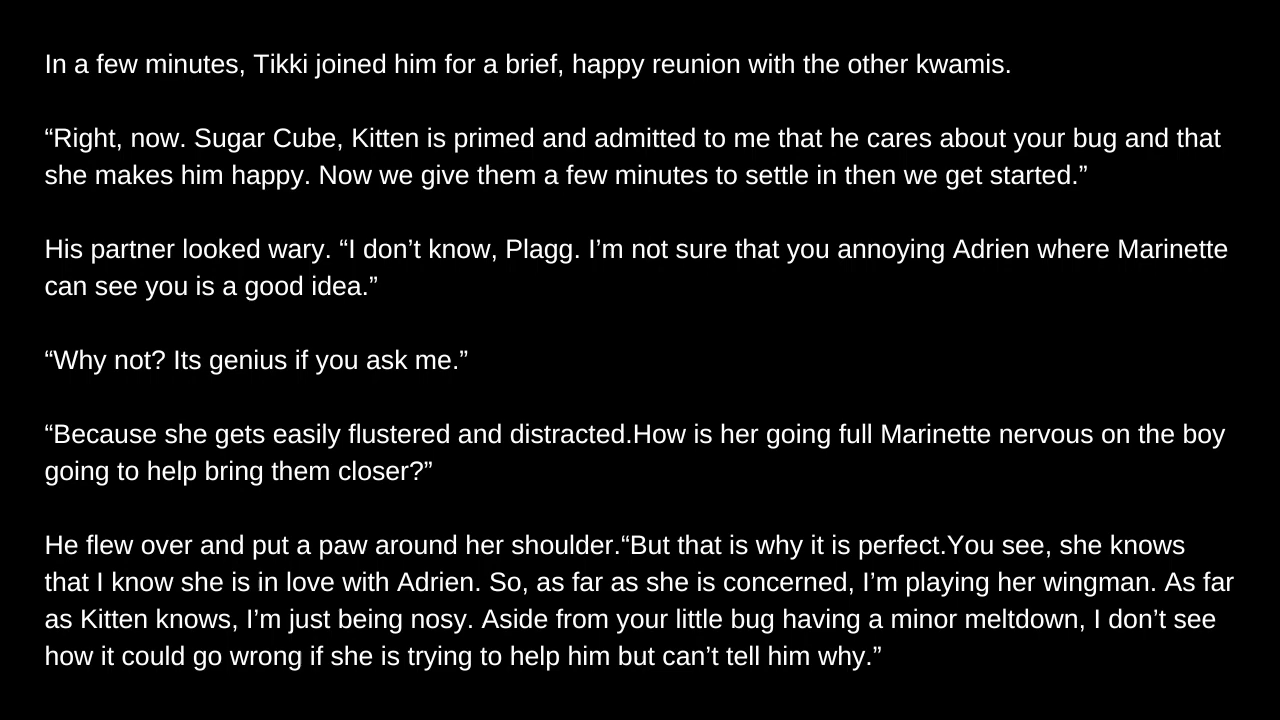 In a few minutes, Tikki joined him for a brief, happy reunion with the other kwamis.
“Right, now. Sugar Cube, Kitten is primed and admitted to me that he cares about your bug and that
she makes him happy. Now we give them a few minutes to settle in then we get started.”
His partner looked wary. “I don’t know, Plagg. I’m not sure that you annoying Adrien where Marinette
can see you is a good idea.”
“Why not? Its genius if you ask me.”
“Because she gets easily flustered and distracted.How is her going full Marinette nervous on the boy
going to help bring them closer?”
He flew over and put a paw around her shoulder.“But that is why it is perfect.You see, she knows
that I know she is in love with Adrien. So, as far as she is concerned, I’m playing her wingman. As far
as Kitten knows, I’m just being nosy. Aside from your little bug having a minor meltdown, I don’t see
how it could go wrong if she is trying to help him but can’t tell him why.”